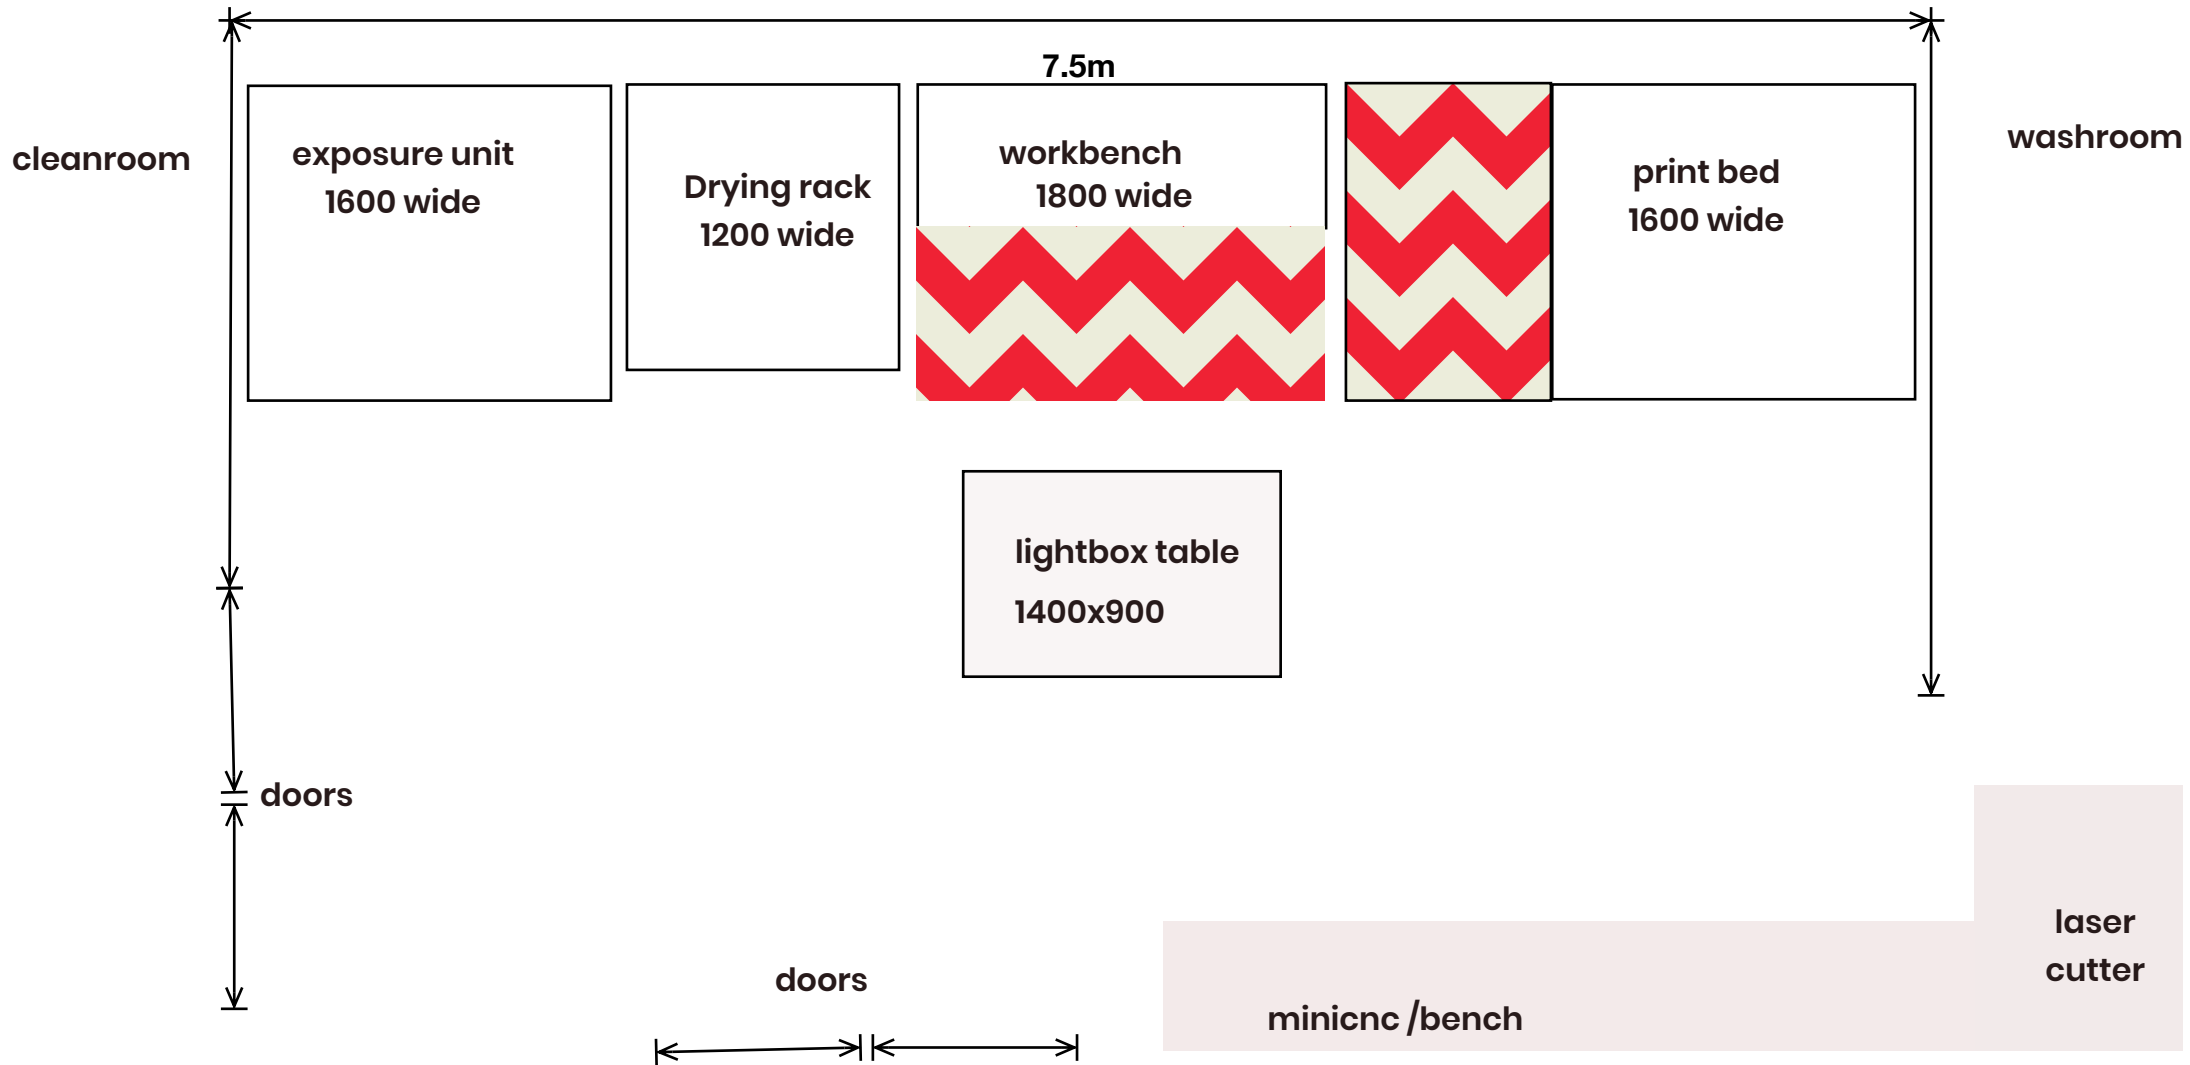 7.5m
cleanroom
exposure unit
1600 wide
Drying rack
1200 wide
workbench
1800 wide
print bed
1600 wide
washroom
lightbox table
1400x900
doors
doors
minicnc /bench
laser
cutter